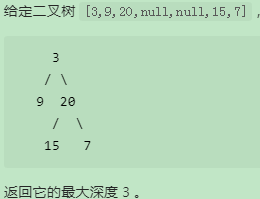 给定二叉树 [3,9,20,null,null,15,7] ,
3
/ \
9 20
/ \
15 7
返回它的最大深度 3 。